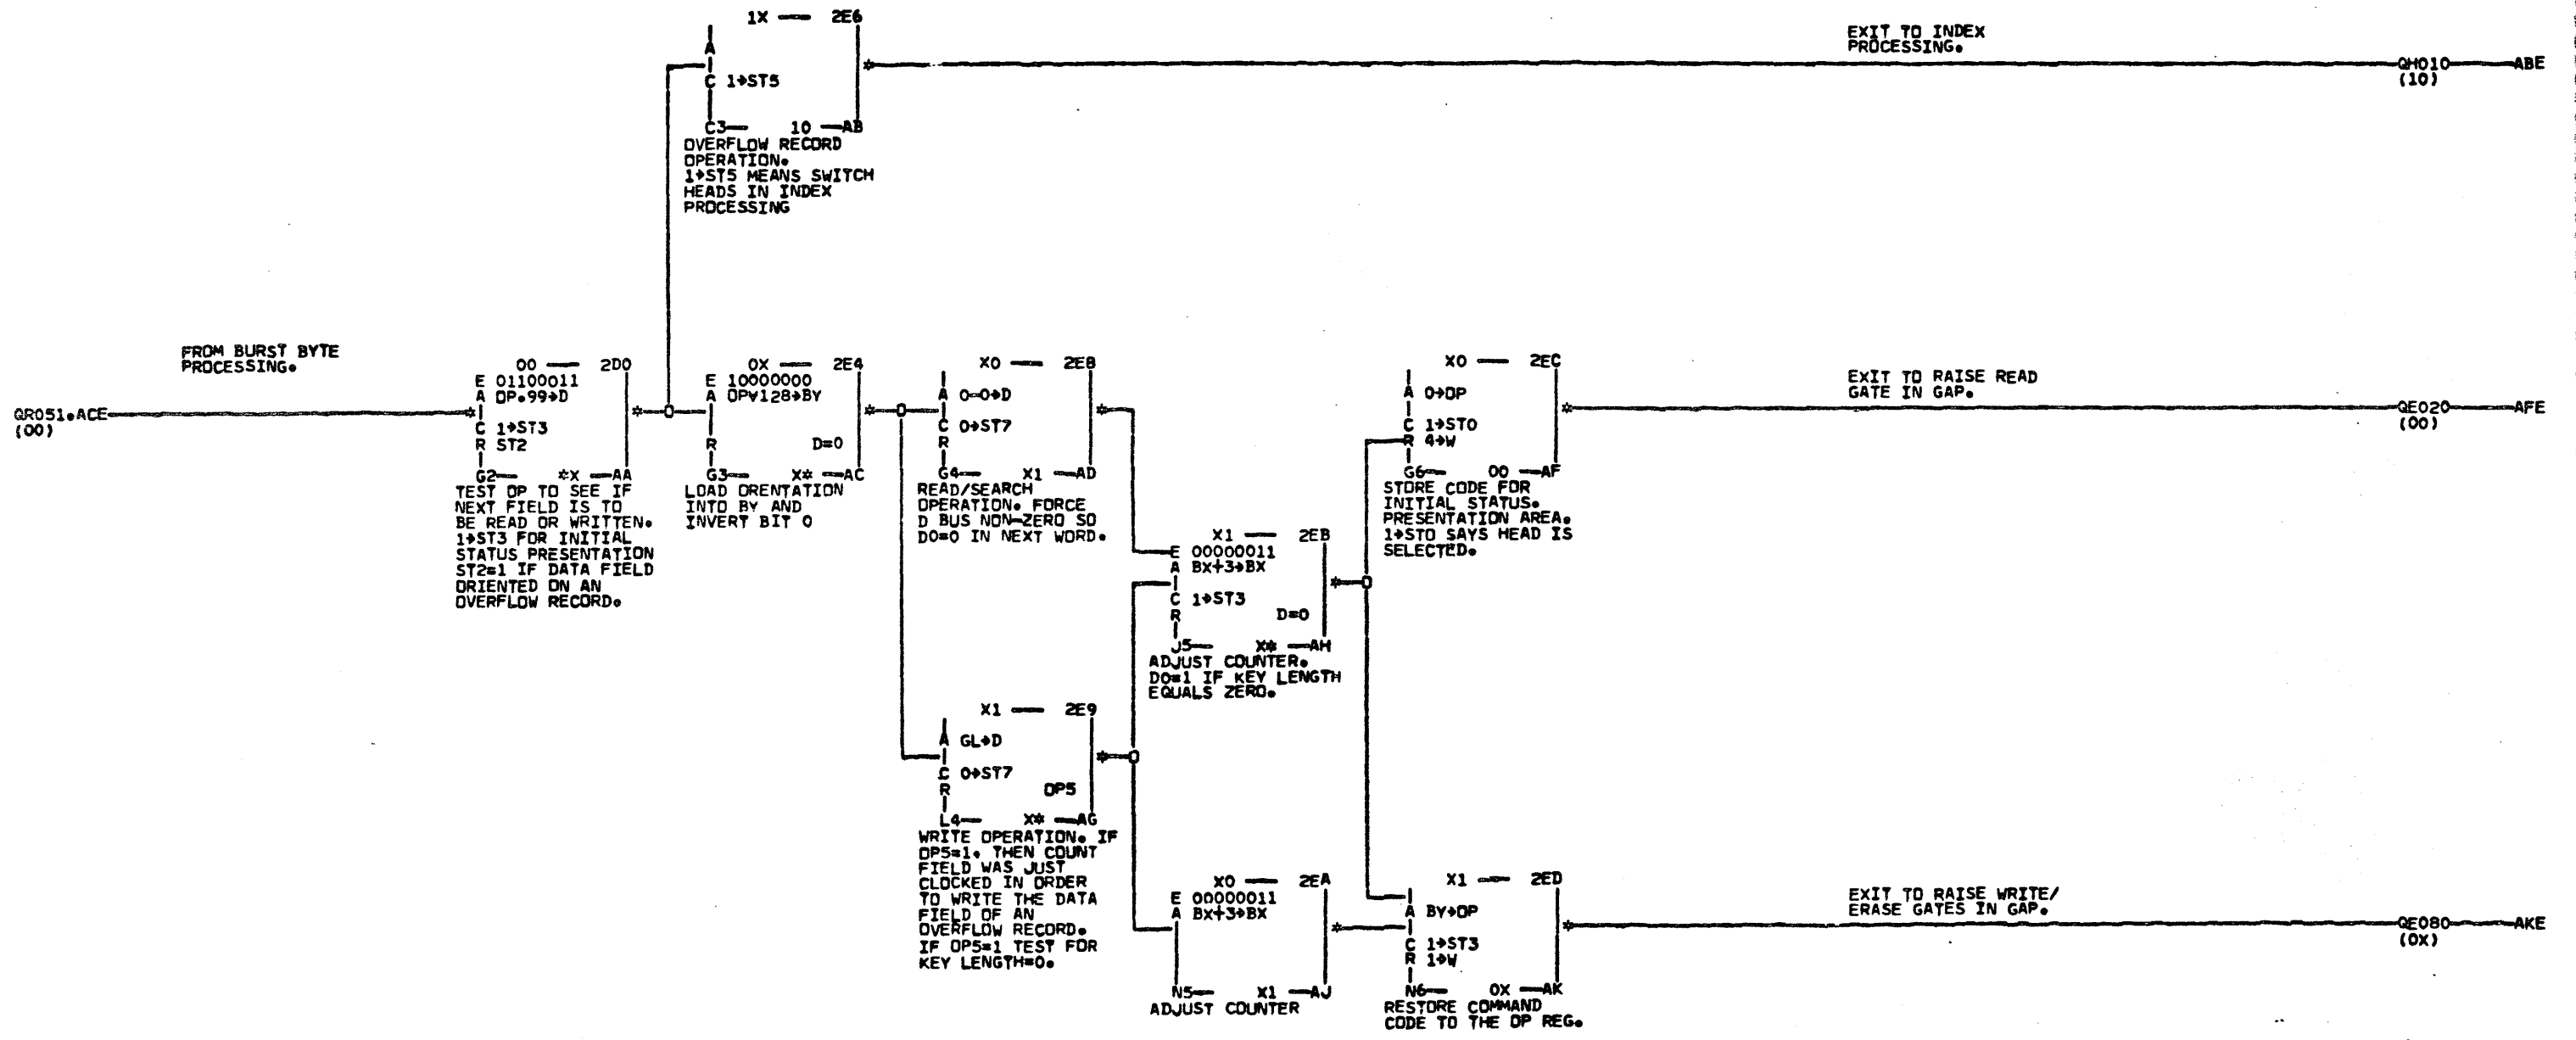 1X — 2E6
A
C 1→ST5
C3— 10 —AB
OVERFLOW RECORD
OPERATION.
1→ST5 MEANS SWITCH
HEADS IN INDEX
PROCESSING
EXIT TO INDEX
PROCESSING.
QH010 ABE
(10)
FROM BURST BYTE
PROCESSING.
QR051.ACE
(00)
00 — 2D0
E 01100011
A OP.99→D
C 1→ST3
R ST2
G2— *X —AA
TEST OP TO SEE IF
NEXT FIELD IS TO
BE READ OR WRITTEN.
1→ST3 FOR INITIAL
STATUS PRESENTATION
ST2=1 IF DATA FIELD
ORIENTED ON AN
OVERFLOW RECORD.
0X — 2E4
E 10000000
A OP∀128→BY
R D=0
G3— X* —AC
LOAD ORENTATION
INTO BY AND
INVERT BIT 0
X0 — 2E8
A 0-0→D
C 0→ST7
R
G4— X1 —AD
READ/SEARCH
OPERATION. FORCE
D BUS NON-ZERO SO
D0=0 IN NEXT WORD.
X1 — 2EB
E 00000011
A BX+3→BX
C 1→ST3
R D=0
J5— X* —AH
ADJUST COUNTER.
D0=1 IF KEY LENGTH
EQUALS ZERO.
X0 — 2EC
A 0→OP
C 1→ST0
R 4→W
G6— 00 —AF
STORE CODE FOR
INITIAL STATUS.
PRESENTATION AREA.
1→ST0 SAYS HEAD IS
SELECTED.
EXIT TO RAISE READ
GATE IN GAP.
QE020 AFE
(00)
X1 — 2E9
A GL→D
C 0→ST7
R OP5
L4— X* —AG
WRITE OPERATION. IF
OP5=1. THEN COUNT
FIELD WAS JUST
CLOCKED IN ORDER
TO WRITE THE DATA
FIELD OF AN
OVERFLOW RECORD.
IF OP5=1 TEST FOR
KEY LENGTH=0.
X0 — 2EA
E 00000011
A BX+3→BX
N5— X1 —AJ
ADJUST COUNTER
X1 — 2ED
A BY→OP
C 1→ST3
R 1→W
N6— 0X —AK
RESTORE COMMAND
CODE TO THE OP REG.
EXIT TO RAISE WRITE/
ERASE GATES IN GAP.
QE080 AKE
(0X)